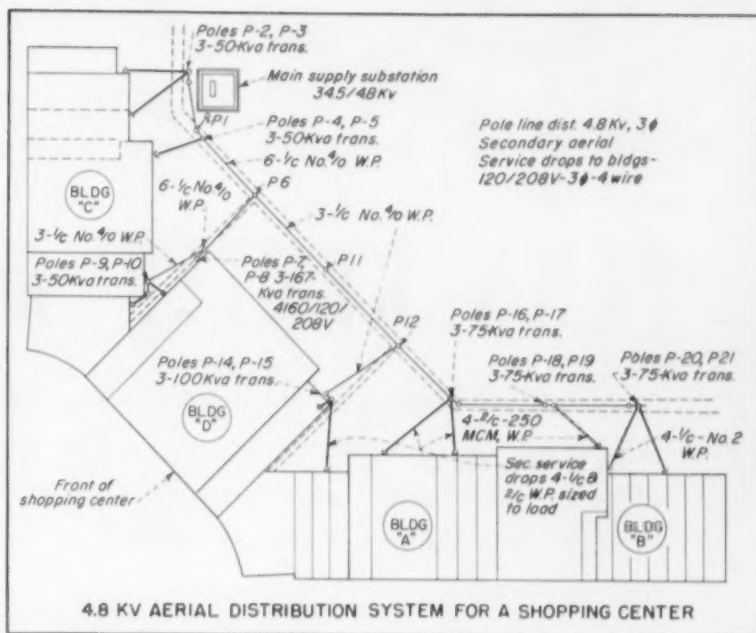 Poles P-2, P-3
3-50-Kva trans.
Main supply substation
34.5/4.8 Kv
P1
Poles P-4, P-5
3-50Kva trans.
6-1/c No.4/0 W.P.
Pole line dist. 4.8 Kv, 3ϕ
Secondary aerial
Service drops to bldgs-
120/208V-3ϕ-4 wire
BLDG
"C"
6-1/c No.4/0
W.P.
P 6
3-1/c No. 4/0 W.P.
3-1/c No. 4/0 W.P.
Poles P-9, P-10
3-50Kva trans.
Poles P-7,
P-8 3-167-
Kva trans.
4160/120/
208V
P11
P12
Poles P-16, P-17
3-75Kva trans.
Poles P-14, P-15
3-100Kva trans.
Poles P-18, P19
3-75Kva trans.
Poles P-20, P21
3-75Kva trans.
BLDG
"D"
4-2/c-250
MCM, W.P.
4-1/c-No.2
W.P.
Front of
shopping center
Sec. service
drops 4-1/c &
2/c W.P. sized
to load
BLDG
"A"
BLDG
"B"
4.8 KV AERIAL DISTRIBUTION SYSTEM FOR A SHOPPING CENTER